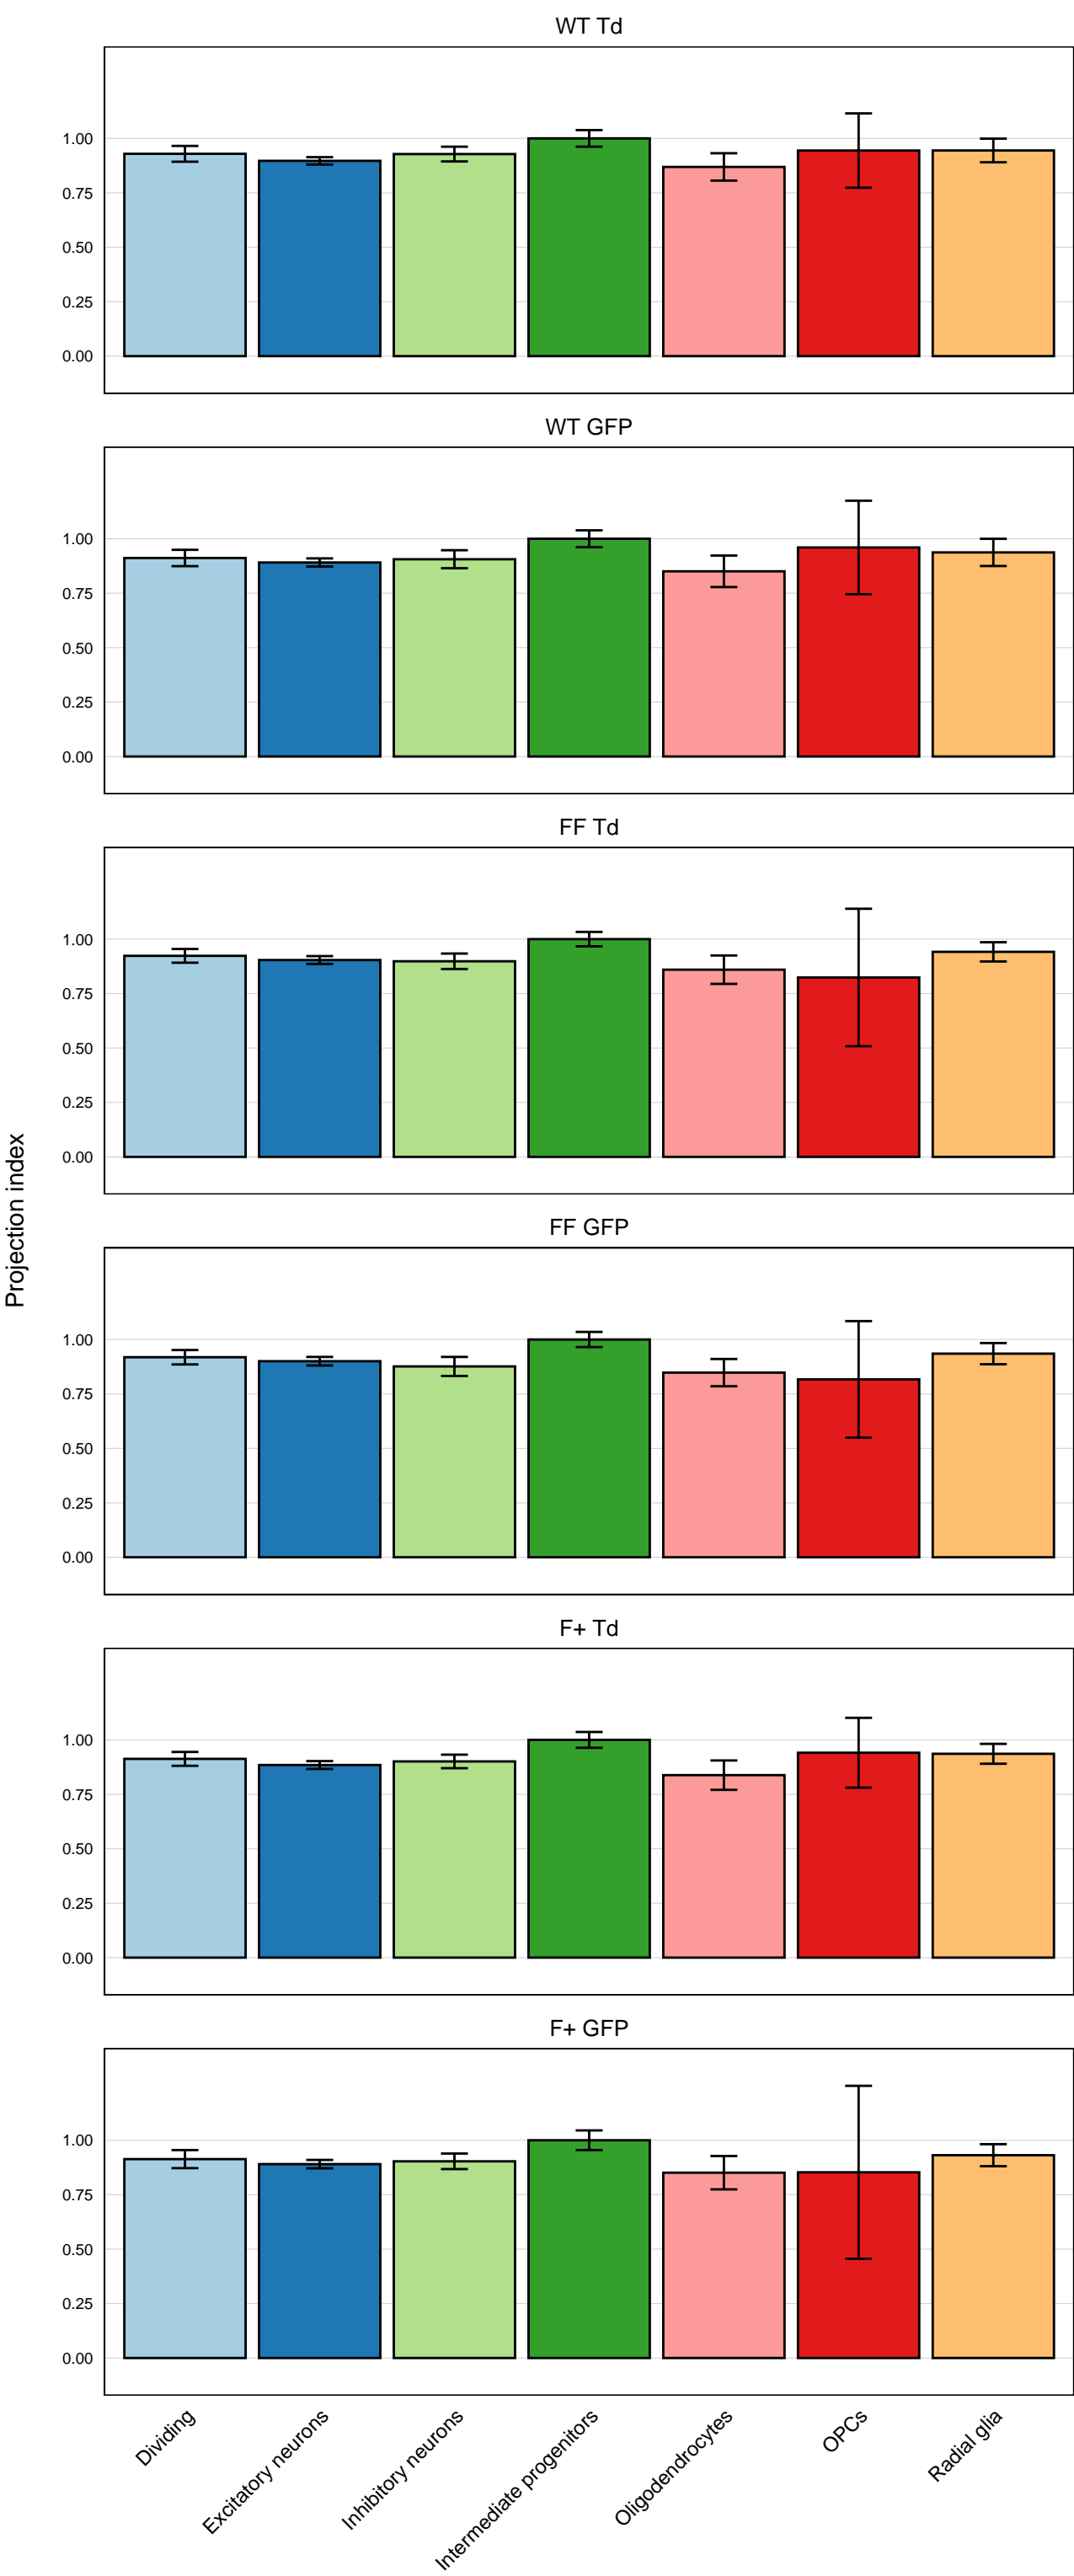 WT Td
1.00
0.75
0.50
0.25
0.00
WT GFP
1.00
0.75
0.50
0.25
0.00
FF Td
1.00
0.75
0.50
0.25
0.00
Projection index
FF GFP
1.00
0.75
0.50
0.25
0.00
F+ Td
1.00
0.75
0.50
0.25
0.00
F+ GFP
1.00
0.75
0.50
0.25
0.00
Dividing
Excitatory neurons
Inhibitory neurons
Intermediate progenitors
Oligodendrocytes
OPCs
Radial glia